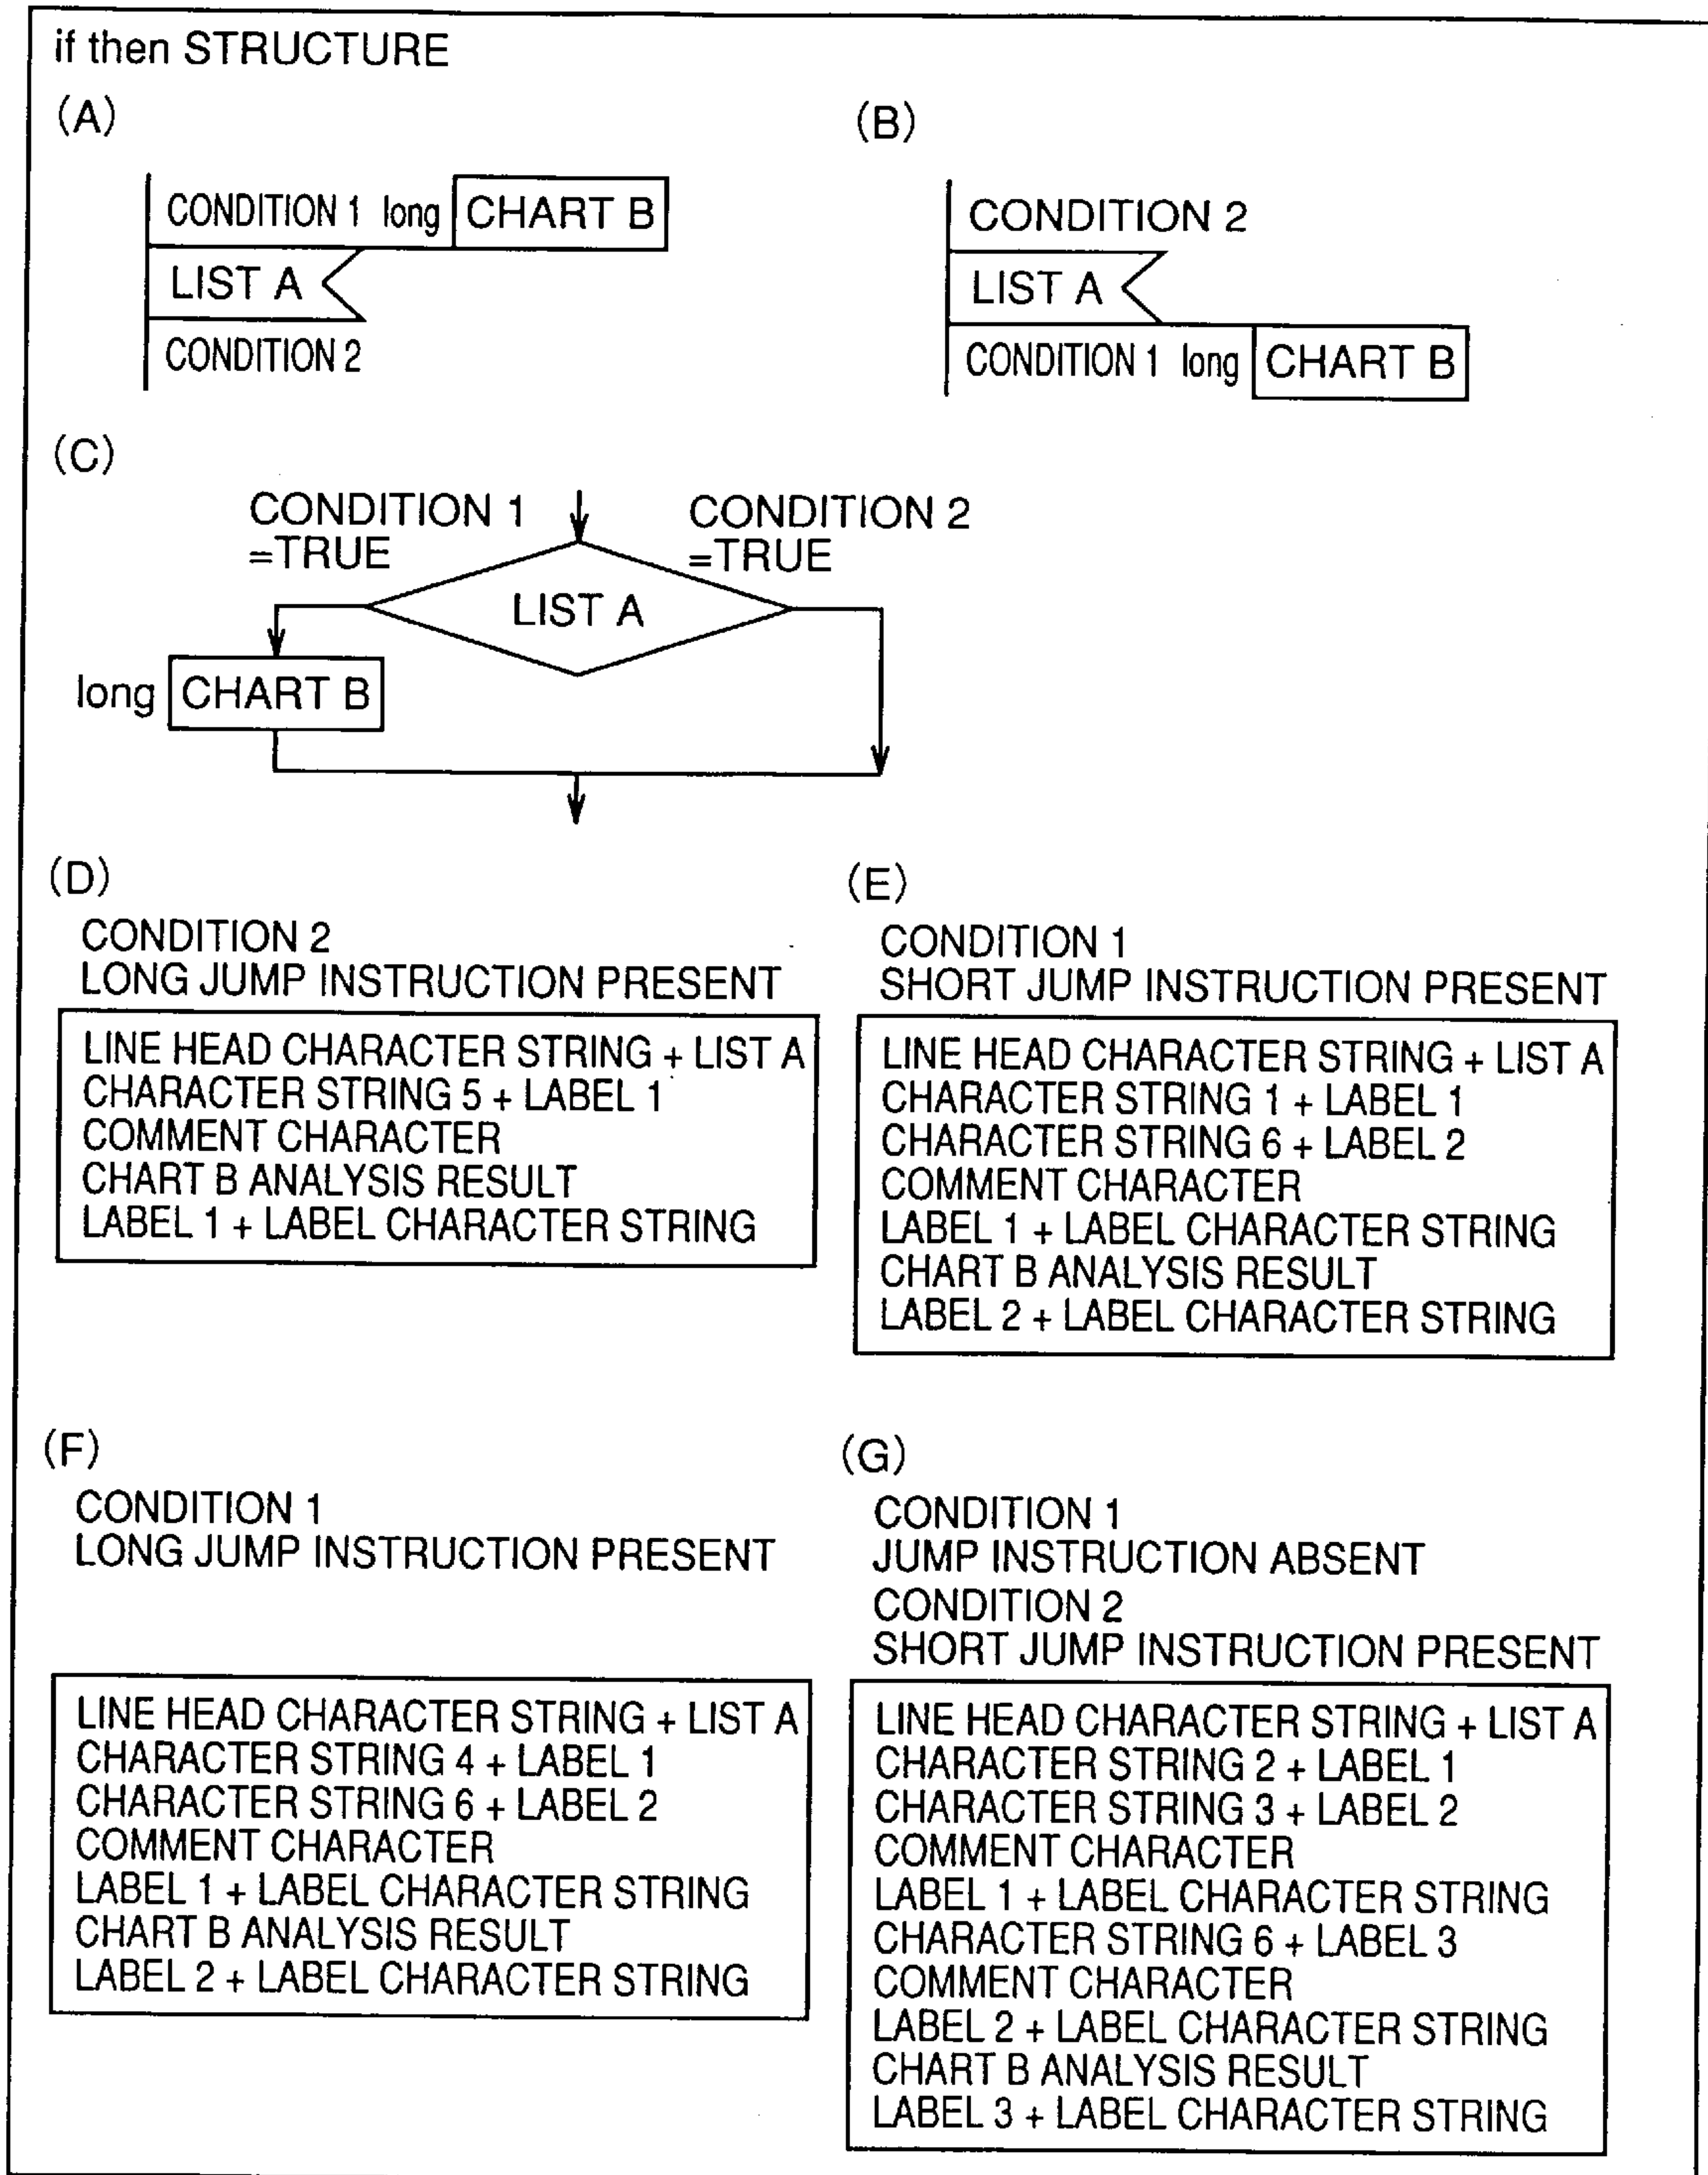 if then STRUCTURE
(A)
CONDITION 1 long CHART B
LIST A
CONDITION 2
(B)
CONDITION 2
LIST A
CONDITION 1 long CHART B
(C)
CONDITION 1
=TRUE
CONDITION 2
=TRUE
LIST A
long CHART B
(D)
CONDITION 2
LONG JUMP INSTRUCTION PRESENT
LINE HEAD CHARACTER STRING + LIST A
CHARACTER STRING 5 + LABEL 1
COMMENT CHARACTER
CHART B ANALYSIS RESULT
LABEL 1 + LABEL CHARACTER STRING
(E)
CONDITION 1
SHORT JUMP INSTRUCTION PRESENT
LINE HEAD CHARACTER STRING + LIST A
CHARACTER STRING 1 + LABEL 1
CHARACTER STRING 6 + LABEL 2
COMMENT CHARACTER
LABEL 1 + LABEL CHARACTER STRING
CHART B ANALYSIS RESULT
LABEL 2 + LABEL CHARACTER STRING
(F)
CONDITION 1
LONG JUMP INSTRUCTION PRESENT
LINE HEAD CHARACTER STRING + LIST A
CHARACTER STRING 4 + LABEL 1
CHARACTER STRING 6 + LABEL 2
COMMENT CHARACTER
LABEL 1 + LABEL CHARACTER STRING
CHART B ANALYSIS RESULT
LABEL 2 + LABEL CHARACTER STRING
(G)
CONDITION 1
JUMP INSTRUCTION ABSENT
CONDITION 2
SHORT JUMP INSTRUCTION PRESENT
LINE HEAD CHARACTER STRING + LIST A
CHARACTER STRING 2 + LABEL 1
CHARACTER STRING 3 + LABEL 2
COMMENT CHARACTER
LABEL 1 + LABEL CHARACTER STRING
CHARACTER STRING 6 + LABEL 3
COMMENT CHARACTER
LABEL 2 + LABEL CHARACTER STRING
CHART B ANALYSIS RESULT
LABEL 3 + LABEL CHARACTER STRING